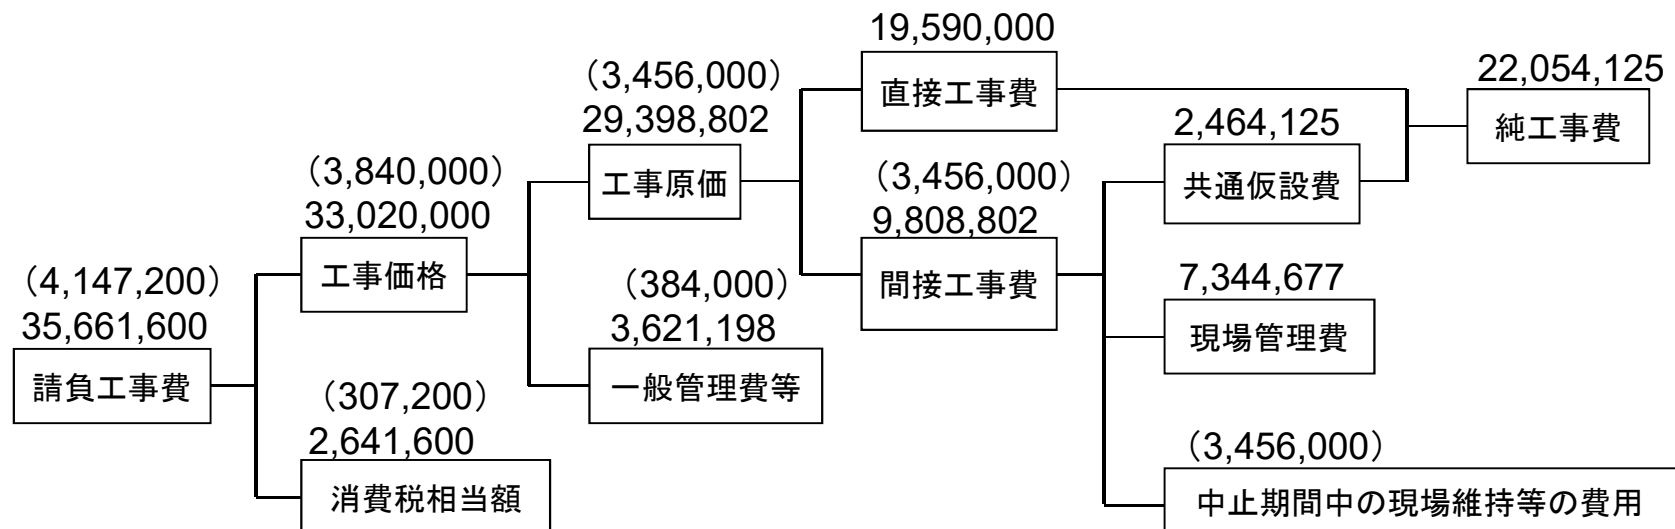 (4,147,200)
35,661,600
請負工事費
(3,840,000)
33,020,000
工事価格
(307,200)
2,641,600
消費税相当額
(3,456,000)
29,398,802
工事原価
(384,000)
3,621,198
一般管理費等
19,590,000
直接工事費
(3,456,000)
9,808,802
間接工事費
2,464,125
共通仮設費
7,344,677
現場管理費
(3,456,000)
中止期間中の現場維持等の費用
22,054,125
純工事費